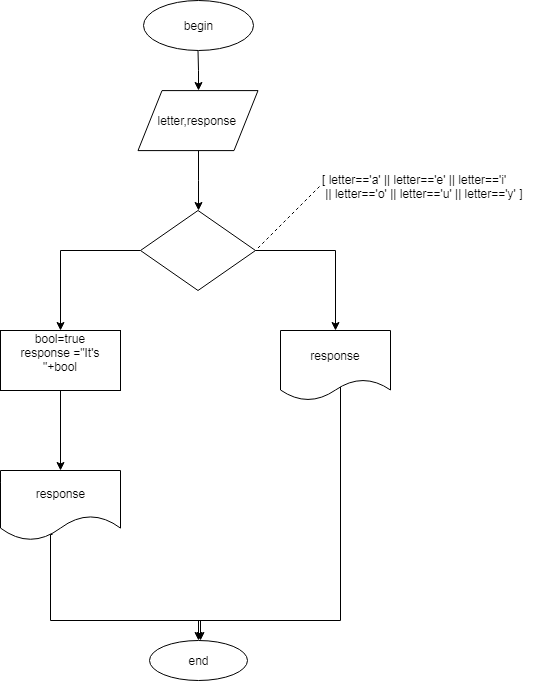 begin
letter,response
[ letter=='a' || letter=='e' || letter=='i'
|| letter=='o' || letter=='u' || letter=='y' ]
bool=true
response ="It's
"+bool
response
response
end